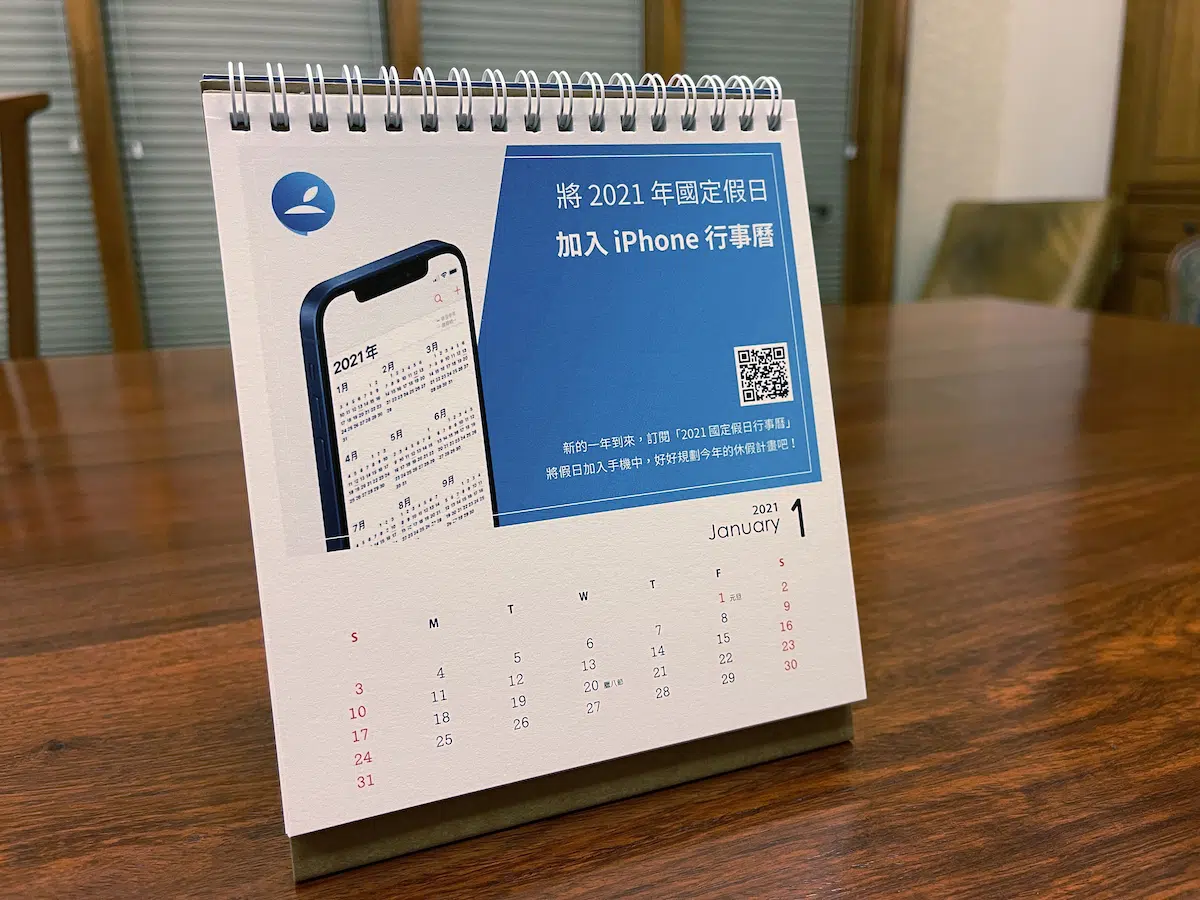 將 2021 年國定假日
加入 iPhone 行事曆
2021年
1月 2月 3月
4月 5月 6月
7月 8月 9月
新的一年到來，訂閱「2021 國定假日行事曆」
將假日加入手機中，好好規劃今年的休假計畫吧！
2021
January 1
S M T W T F S
1 元旦 2
3 4 5 6 7 8 9
10 11 12 13 14 15 16
17 18 19 20 臘八節 21 22 23
24 25 26 27 28 29 30
31